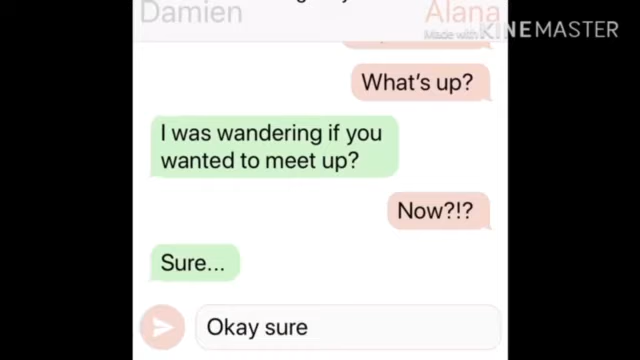 Damien
Alana
Made with KINEMASTER
What's up?
I was wandering if you
wanted to meet up?
Now?!?
Sure...
Okay sure